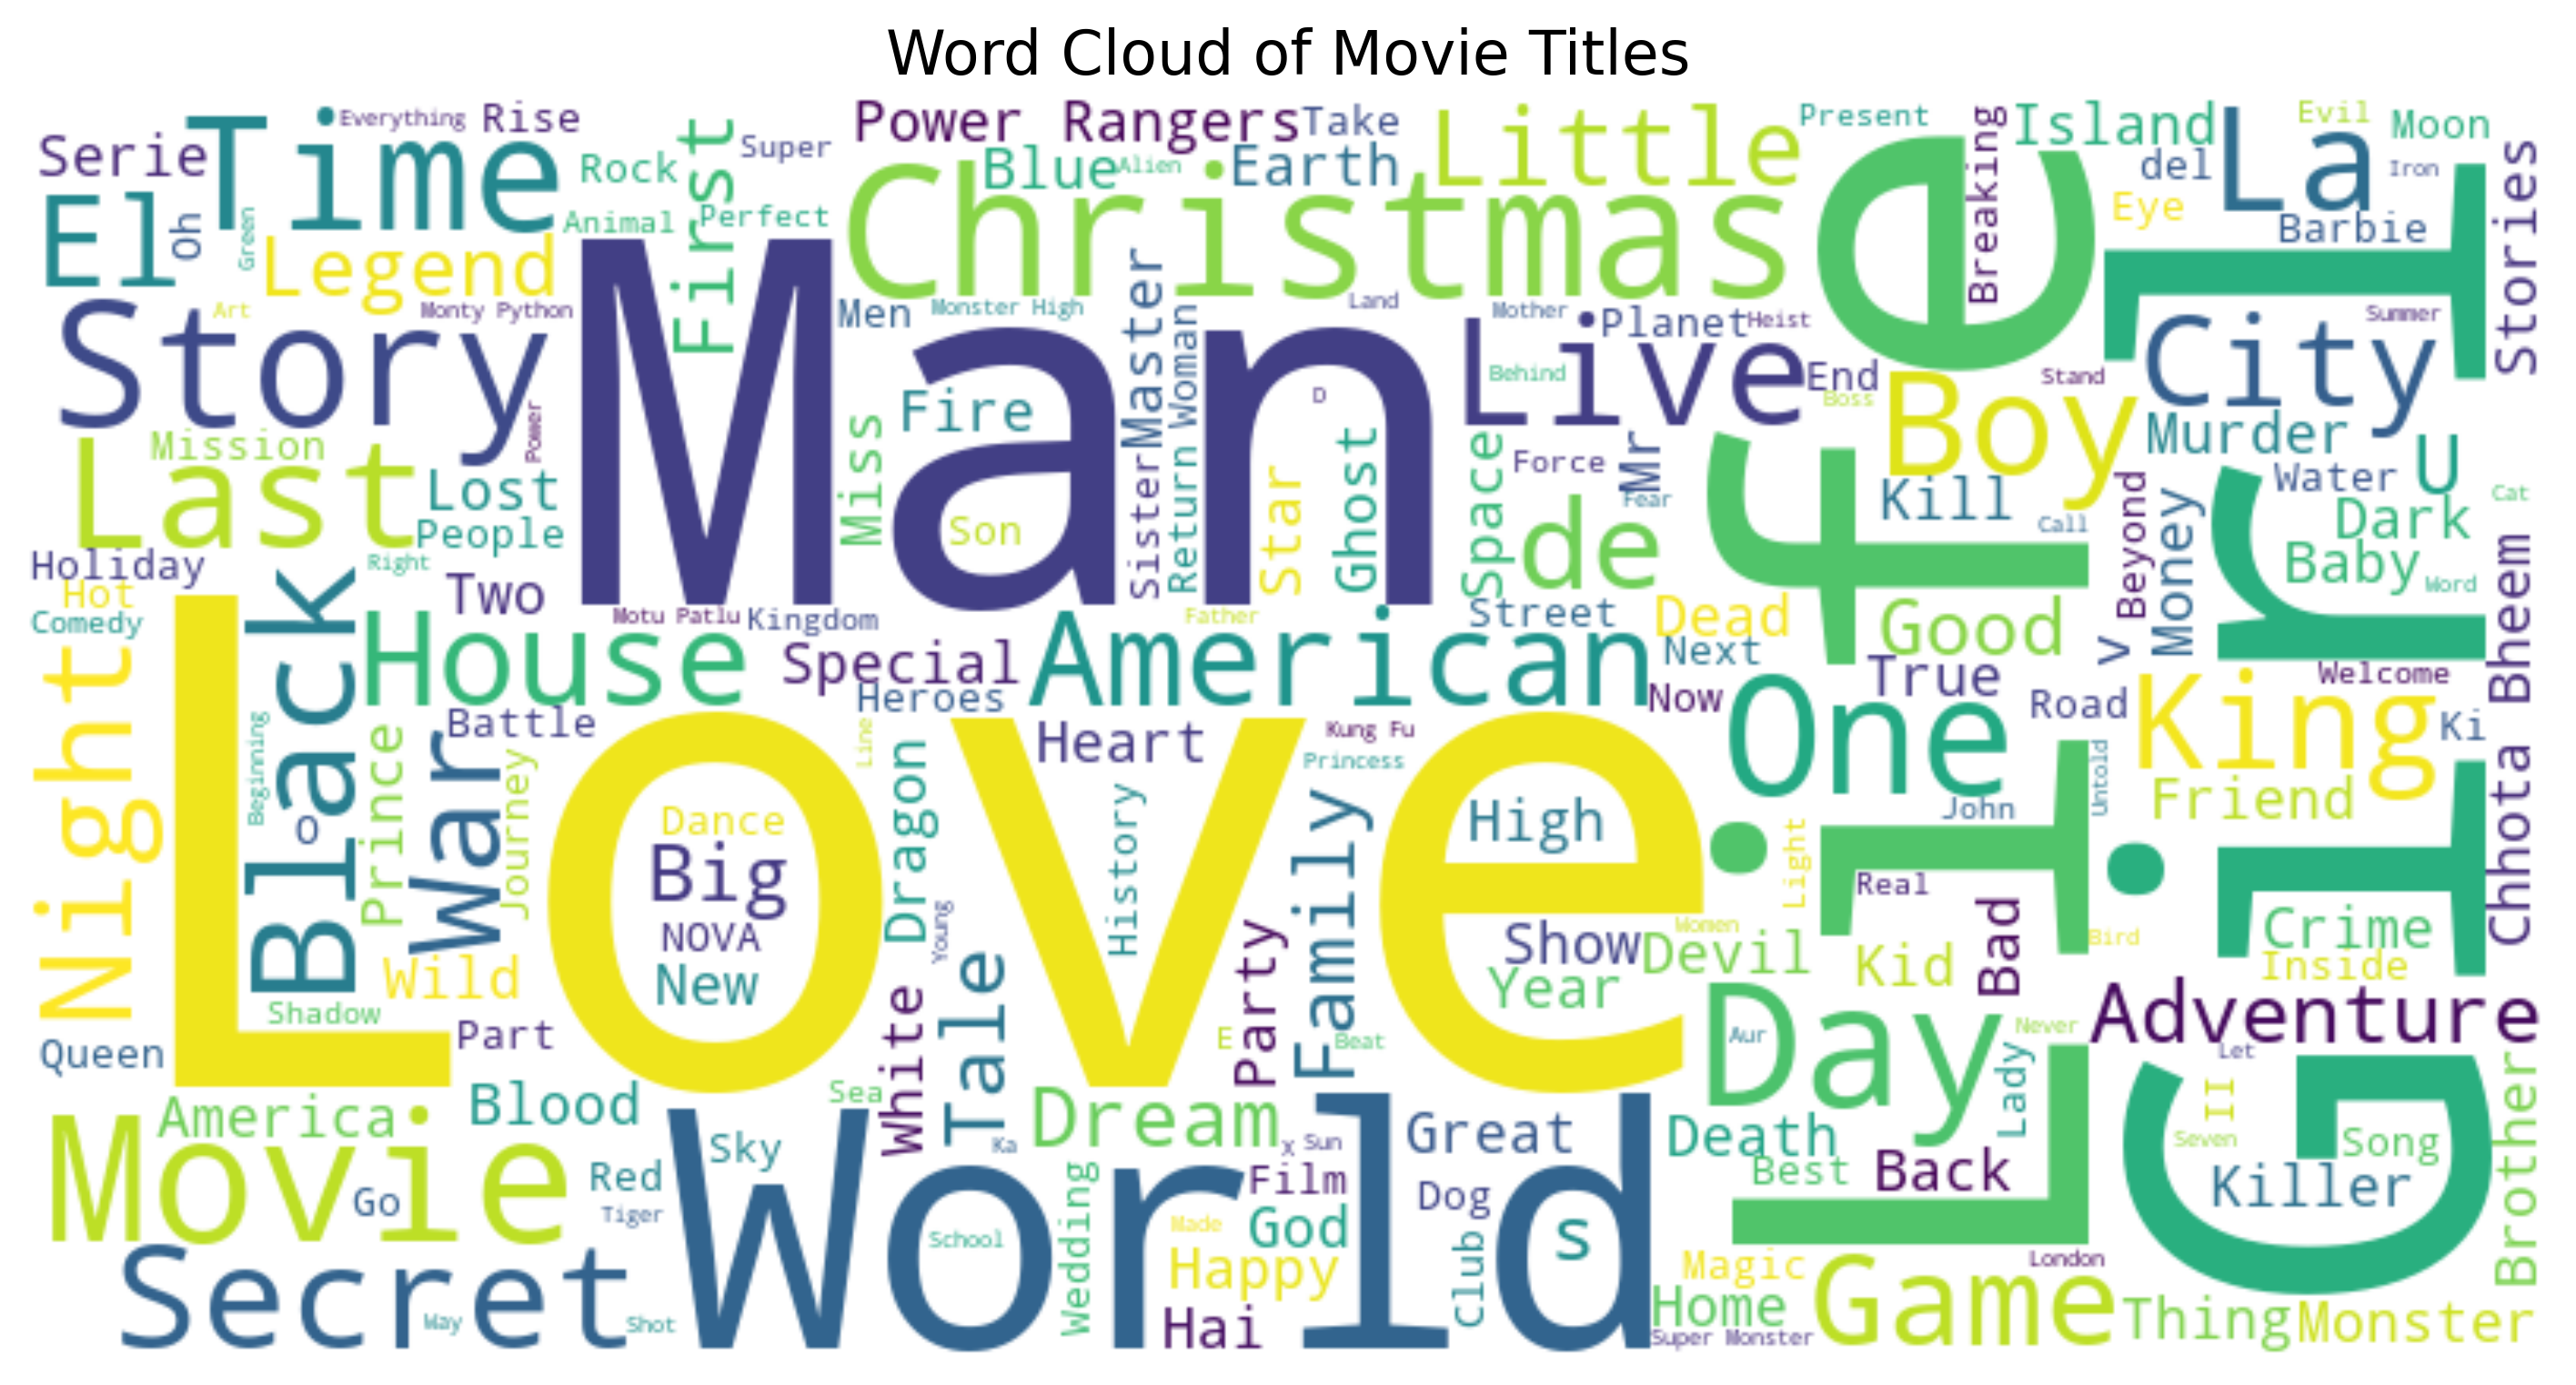 Word Cloud of Movie Titles
Everything
Rise
Serie
Time
Rock
Super
First
Power Rangers
Take
Little
Present
Breaking
Island
La
Evil
Moon
Blue
Alien
Earth
del
Iron
Stories
El
Oh
Green
Legend
Animal
Perfect
Christmas
Life
Eye
Barbie
Girl
Story
Art
Monty Python
Man
Men
Monster High
Master
Land
Mother
Live
Planet
Heist
City
Summer
Power
Fire
Return
Woman
D
Behind
End
Boss
Boy
Stand
Last
Mission
Lost
People
Miss
Son
Sister
Star
Ghost
Space
Force
Mr
Fear
Kill
Call
Murder
Water
U
Cat
Dark
Baby
Word
Beyond
Money
Holiday
Hot
Comedy
Right
Two
de
Black
House
Motu Patlu
Kingdom
Father
American
Street
Dead
Next
Good
v
Chhota Bheem
Special
Heroes
Now
True
Road
King
Welcome
Ki
Night
Beginning
O
Prince
War
Battle
Journey
Love
Line
Heart
Kung Fu
Princess
One
John
Untold
Friend
Dance
Big
NOVA
New
Dragon
Young
History
Family
High
Show
Year
Women
Devil
Light
Real
Kid
Bad
Bird
Crime
Inside
Wild
Shadow
Part
Queen
White
Tale
Party
E
Beat
Day
Aur
Never
Lady
Adventure
Let
II
Seven
Song
Killer
Brother
Movie
America
Blood
Sea
Sky
Ka
Dream
x
Sun
Great
Death
Best
Back
Go
Red
Tiger
World
School
Wedding
Made
Film
God
Happy
Dog
Club
s
Magic
London
Secret
Way
Shot
Hai
Home
Super Monster
Game
Thing
Monster